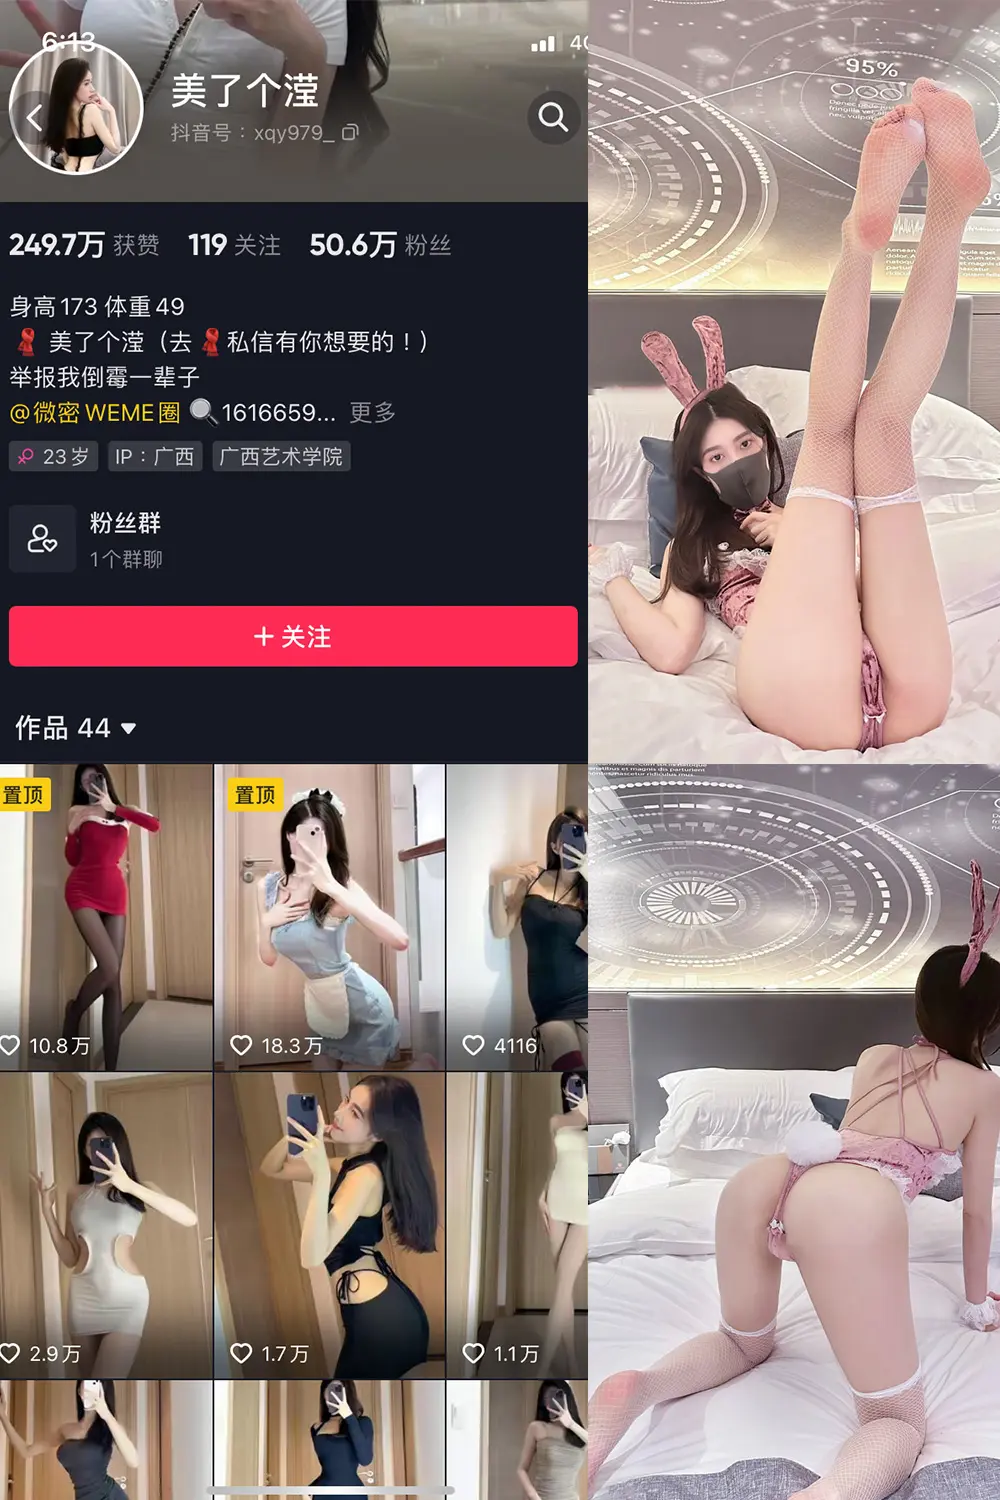 6:13
美了个滢
抖音号：xqy979_
249.7万 获赞 119 关注 50.6万 粉丝
身高173 体重49
美了个滢（去 私信有你想要的！）
举报我倒霉一辈子
@微密 WEME圈 1616659... 更多
23岁 IP：广西 广西艺术学院
粉丝群
1个群聊
+ 关注
作品 44
置顶
置顶
10.8万
18.3万
4116
2.9万
1.7万
1.1万
95%